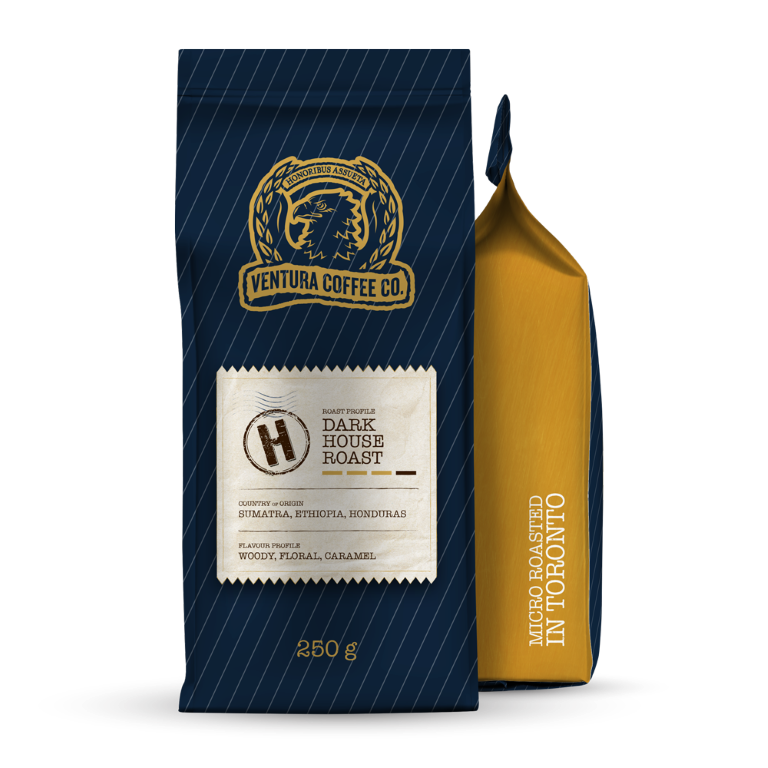 HONORIBUS ASSUETA
VENTURA COFFEE CO.
H
ROAST PROFILE
DARK
HOUSE
ROAST
COUNTRY of ORIGIN
SUMATRA, ETHIOPIA, HONDURAS
FLAVOUR PROFILE
WOODY, FLORAL, CARAMEL
250 g
MICRO ROASTED
IN TORONTO